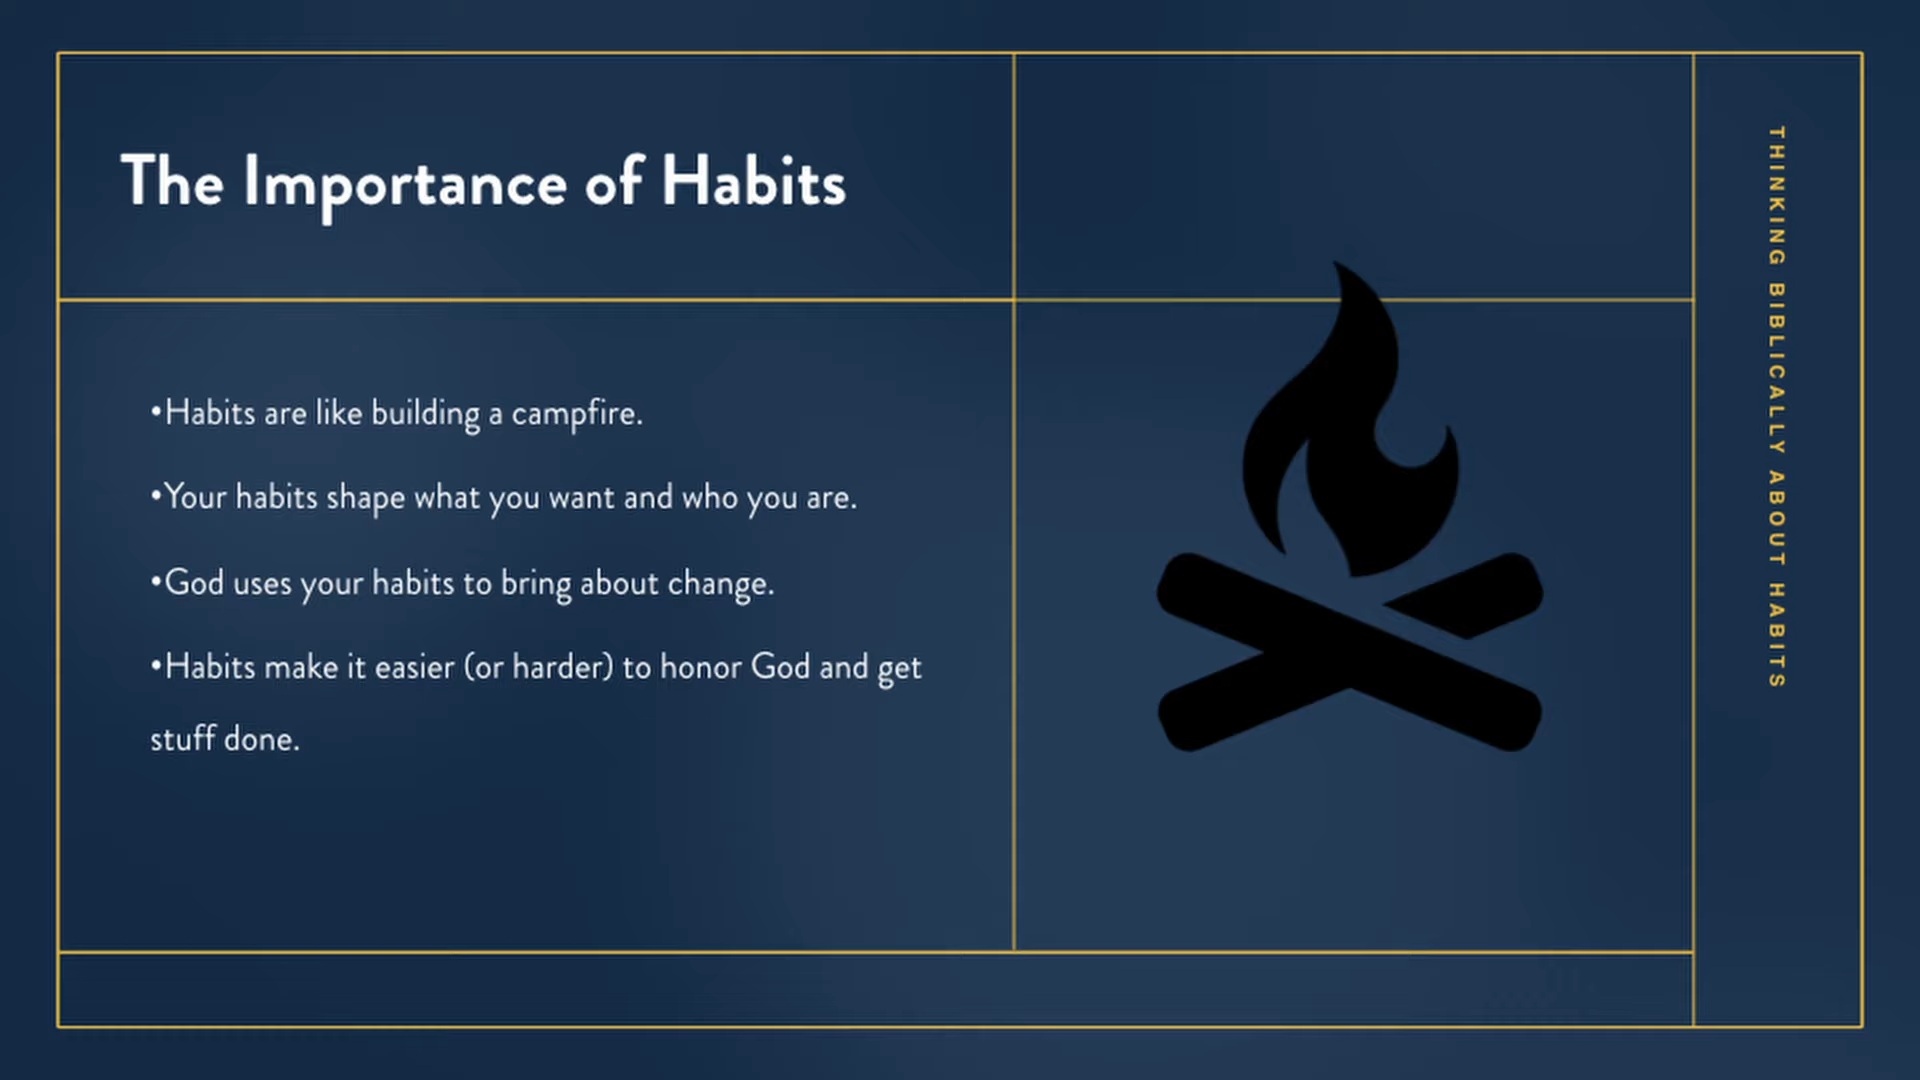 The Importance of Habits
•Habits are like building a campfire.
•Your habits shape what you want and who you are.
•God uses your habits to bring about change.
•Habits make it easier (or harder) to honor God and get
stuff done.
THINKING BIBLICALLY ABOUT HABITS